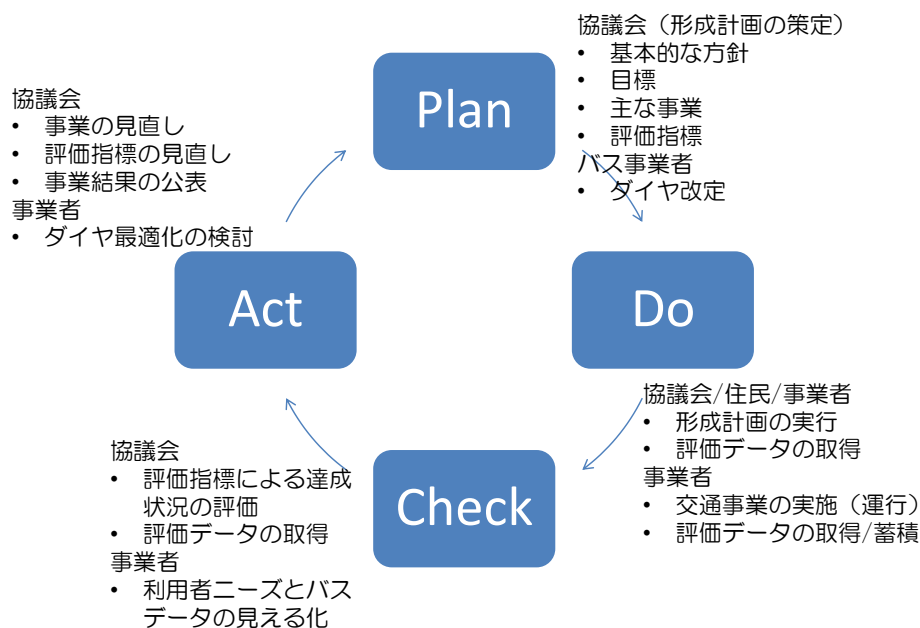 Plan
協議会（形成計画の策定）
• 基本的な方針
• 目標
• 主な事業
• 評価指標
バス事業者
• ダイヤ改定
Do
協議会/住民/事業者
• 形成計画の実行
• 評価データの取得
事業者
• 交通事業の実施（運行）
• 評価データの取得/蓄積
Check
協議会
• 評価指標による達成
状況の評価
• 評価データの取得
事業者
• 利用者ニーズとバス
データの見える化
Act
協議会
• 事業の見直し
• 評価指標の見直し
• 事業結果の公表
事業者
• ダイヤ最適化の検討